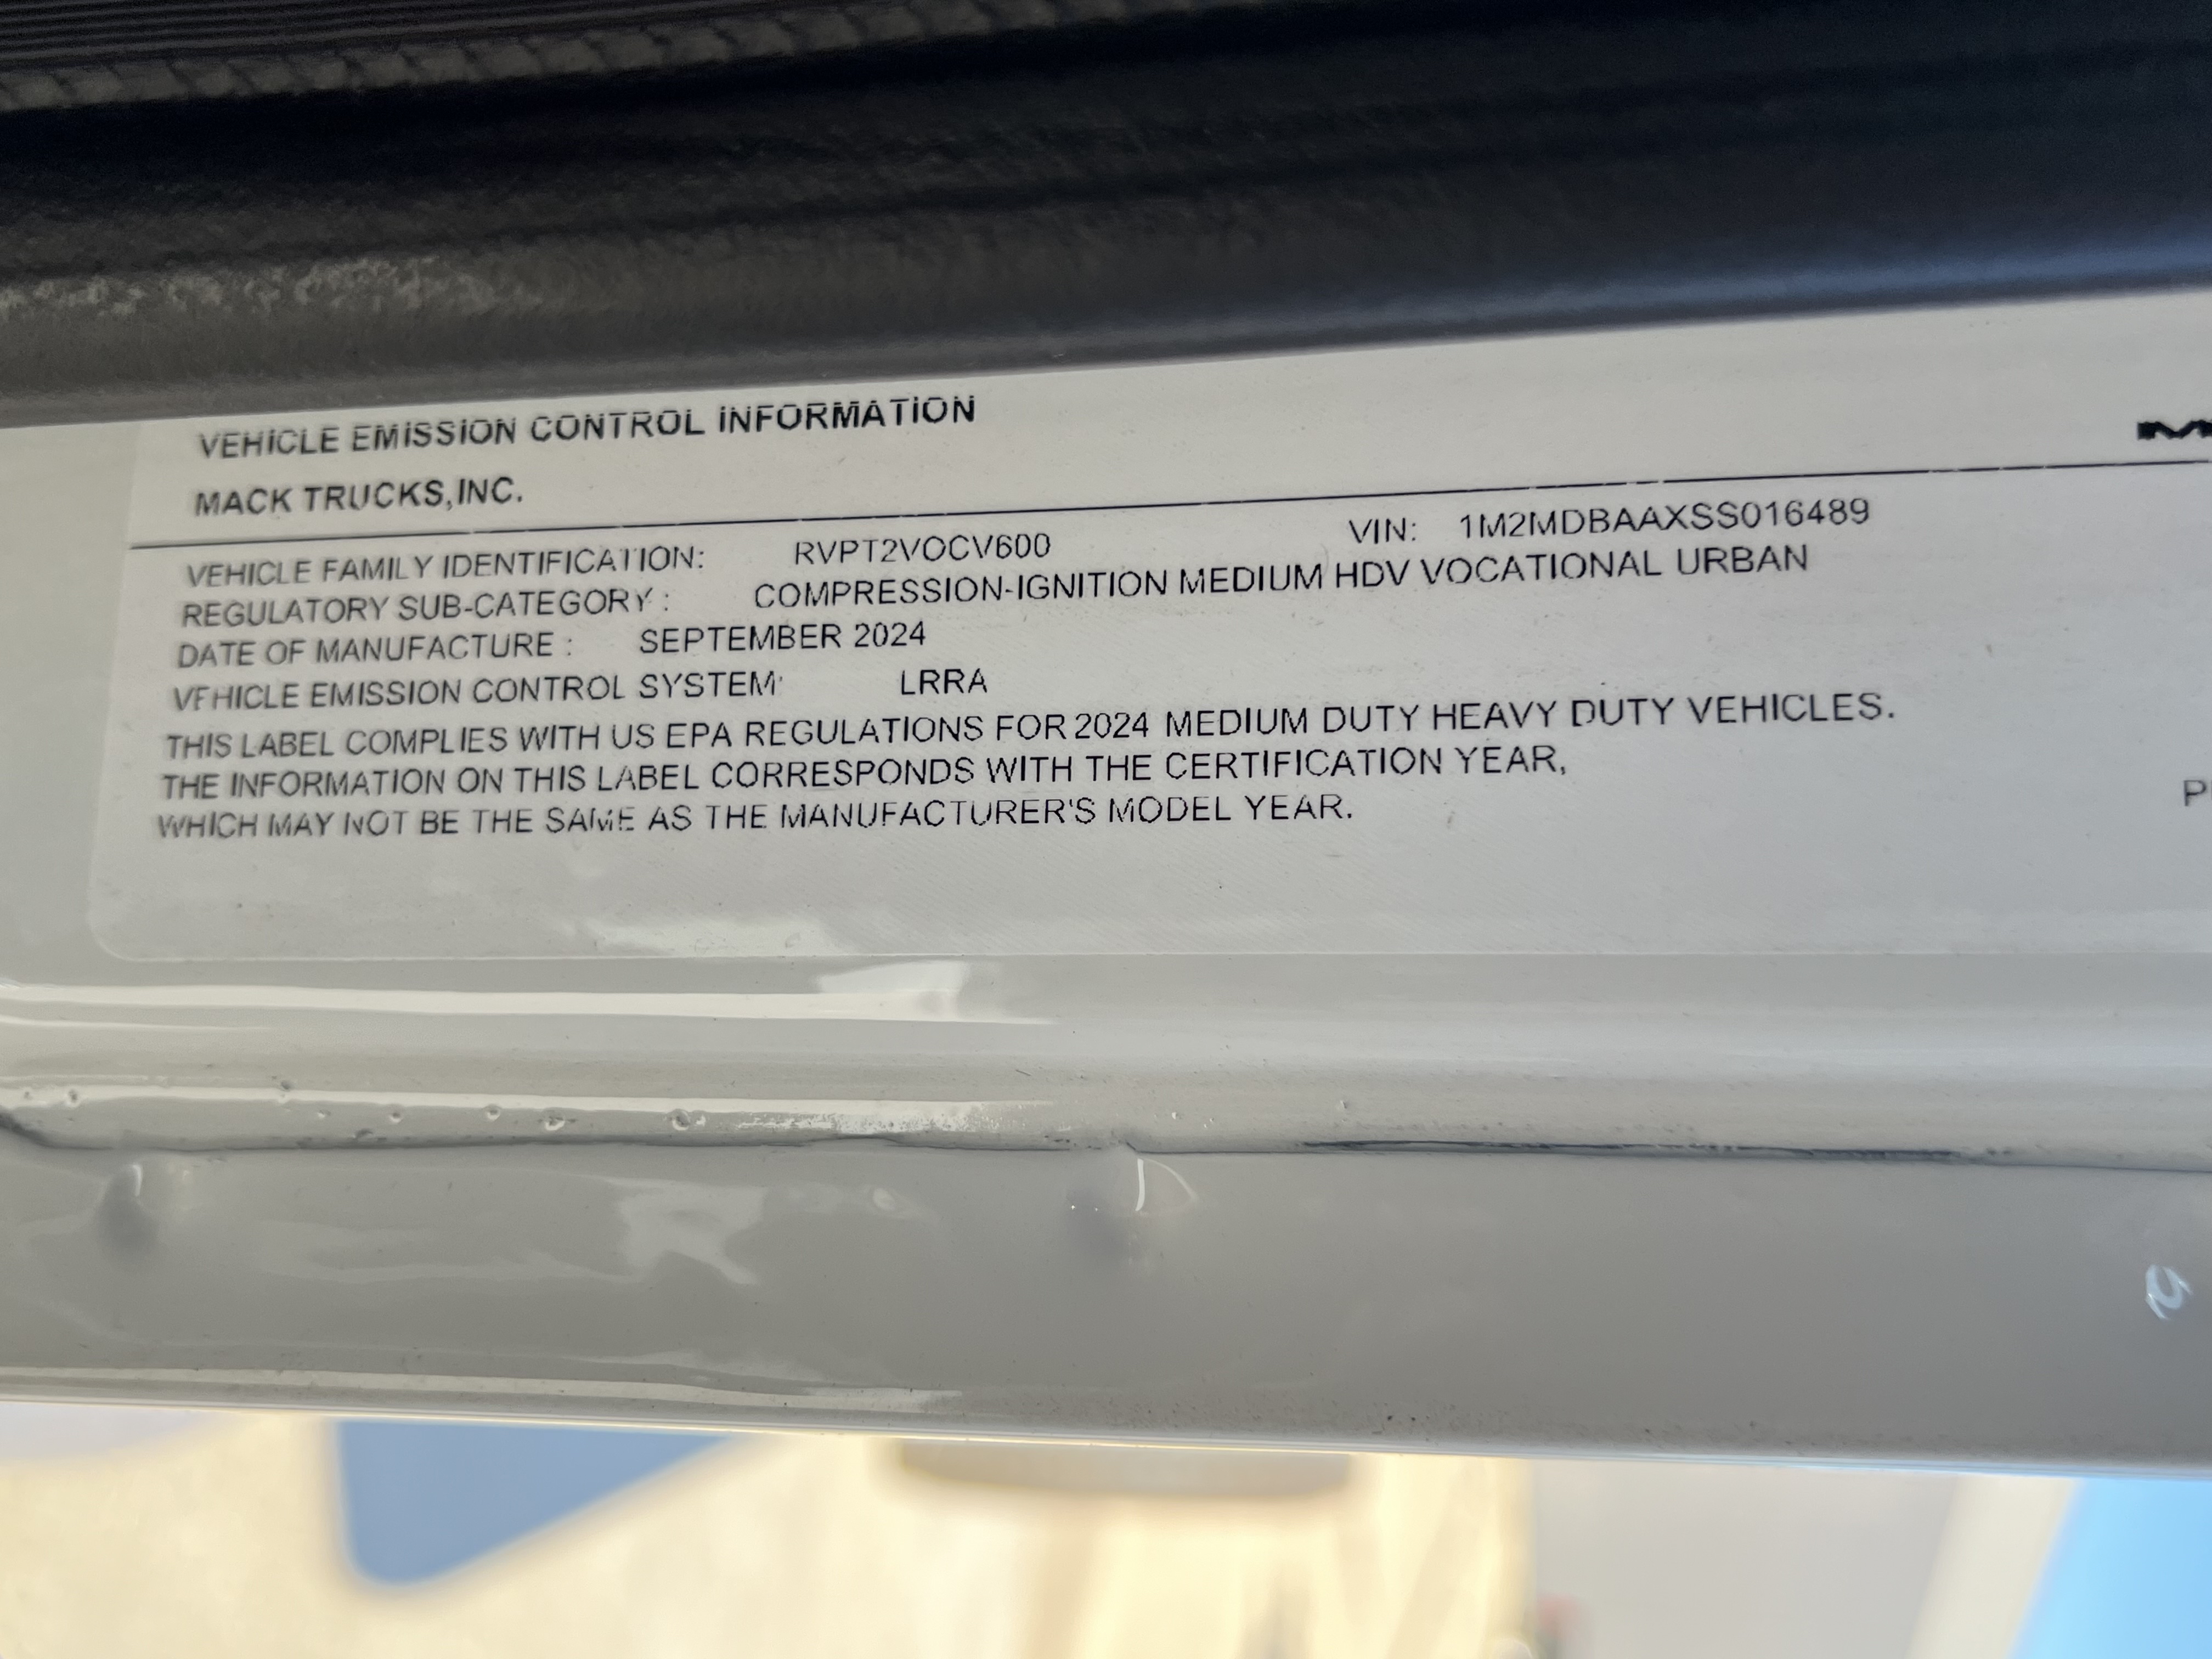 VEHICLE EMISSION CONTROL INFORMATION
MACK TRUCKS,INC.
VEHICLE FAMILY IDENTIFICATION: RVPT2VOCV600 VIN: 1M2MDBAAXSS016489
REGULATORY SUB-CATEGORY : COMPRESSION-IGNITION MEDIUM HDV VOCATIONAL URBAN
DATE OF MANUFACTURE : SEPTEMBER 2024
VEHICLE EMISSION CONTROL SYSTEM: LRRA
THIS LABEL COMPLIES WITH US EPA REGULATIONS FOR 2024 MEDIUM DUTY HEAVY DUTY VEHICLES.
THE INFORMATION ON THIS LABEL CORRESPONDS WITH THE CERTIFICATION YEAR,
WHICH MAY NOT BE THE SAME AS THE MANUFACTURER'S MODEL YEAR.